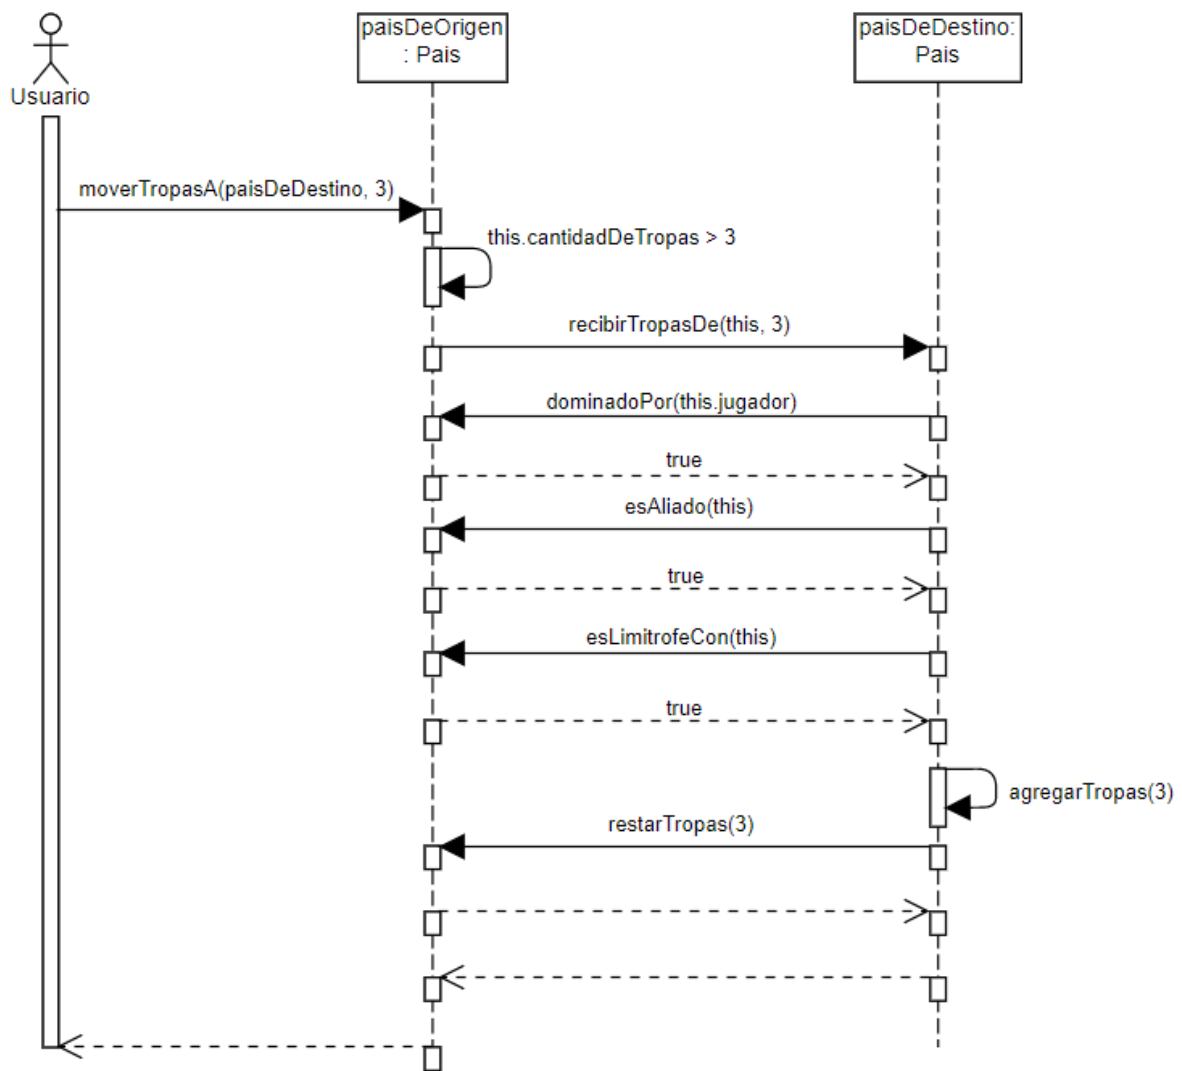 paisDeOrigen
: Pais
paisDeDestino:
Pais
Usuario
moverTropasA(paisDeDestino, 3)
this.cantidadDeTropas > 3
recibirTropasDe(this, 3)
dominadoPor(this.jugador)
true
esAliado(this)
true
esLimitrofeCon(this)
true
agregarTropas(3)
restarTropas(3)